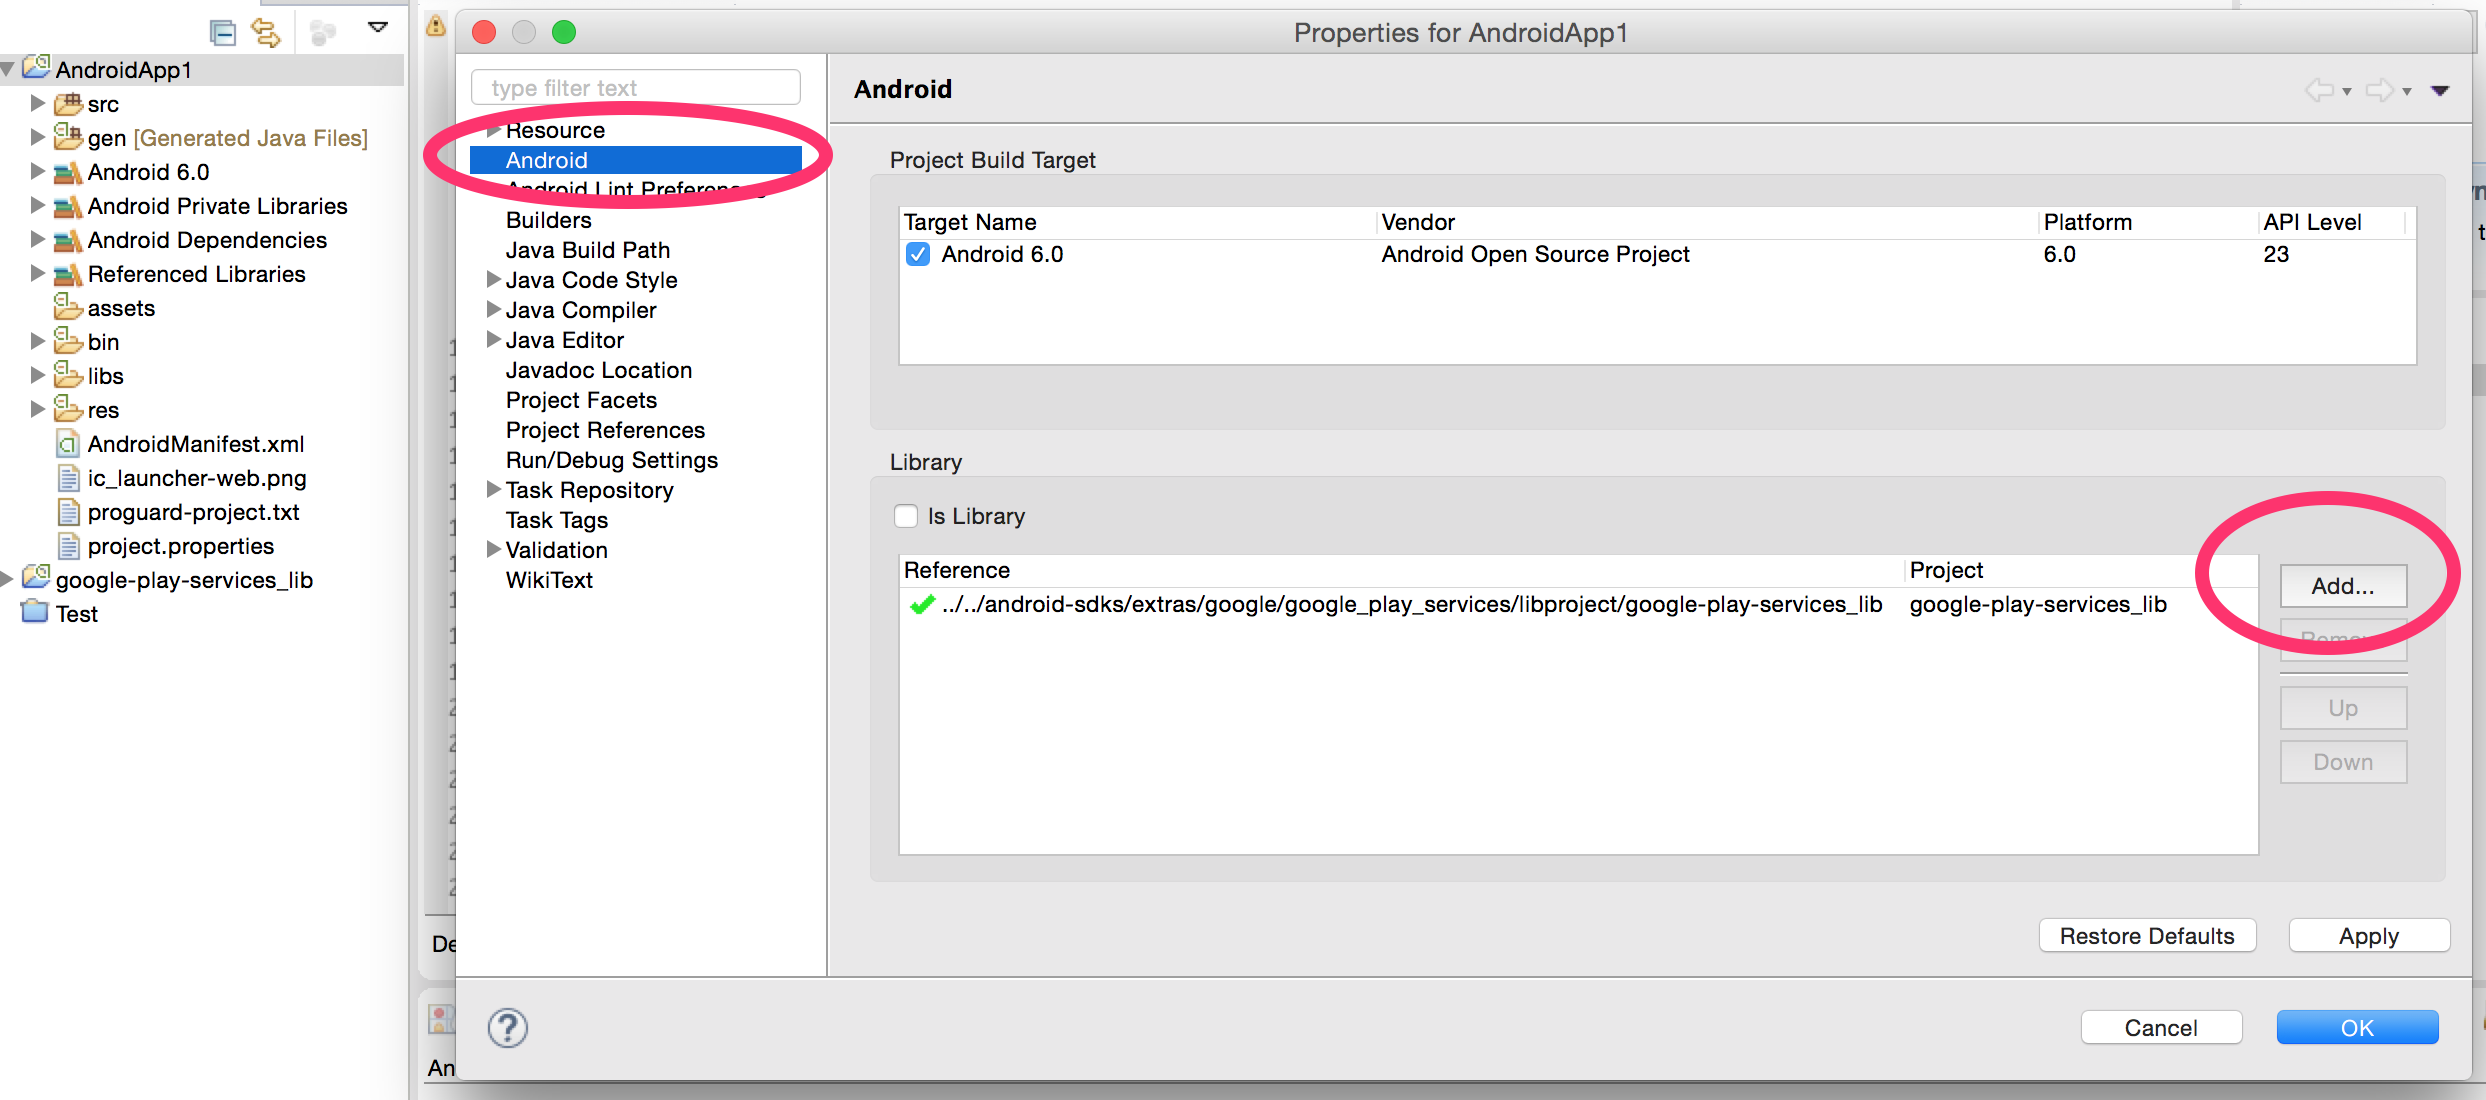 AndroidApp1
src
gen [Generated Java Files]
Android 6.0
Android Private Libraries
Android Dependencies
Referenced Libraries
assets
bin
libs
res
AndroidManifest.xml
ic_launcher-web.png
proguard-project.txt
project.properties
google-play-services_lib
Test
Properties for AndroidApp1
type filter text
Resource
Android
Android Lint Preferen
Builders
Java Build Path
Java Code Style
Java Compiler
Java Editor
Javadoc Location
Project Facets
Project References
Run/Debug Settings
Task Repository
Task Tags
Validation
WikiText
Android
Project Build Target
Target Name Vendor Platform API Level
Android 6.0 Android Open Source Project 6.0 23
Library
Is Library
Reference Project
../../android-sdks/extras/google/google_play_services/libproject/google-play-services_lib google-play-services_lib
Add...
Up
Down
Restore Defaults Apply
De
An
Cancel OK